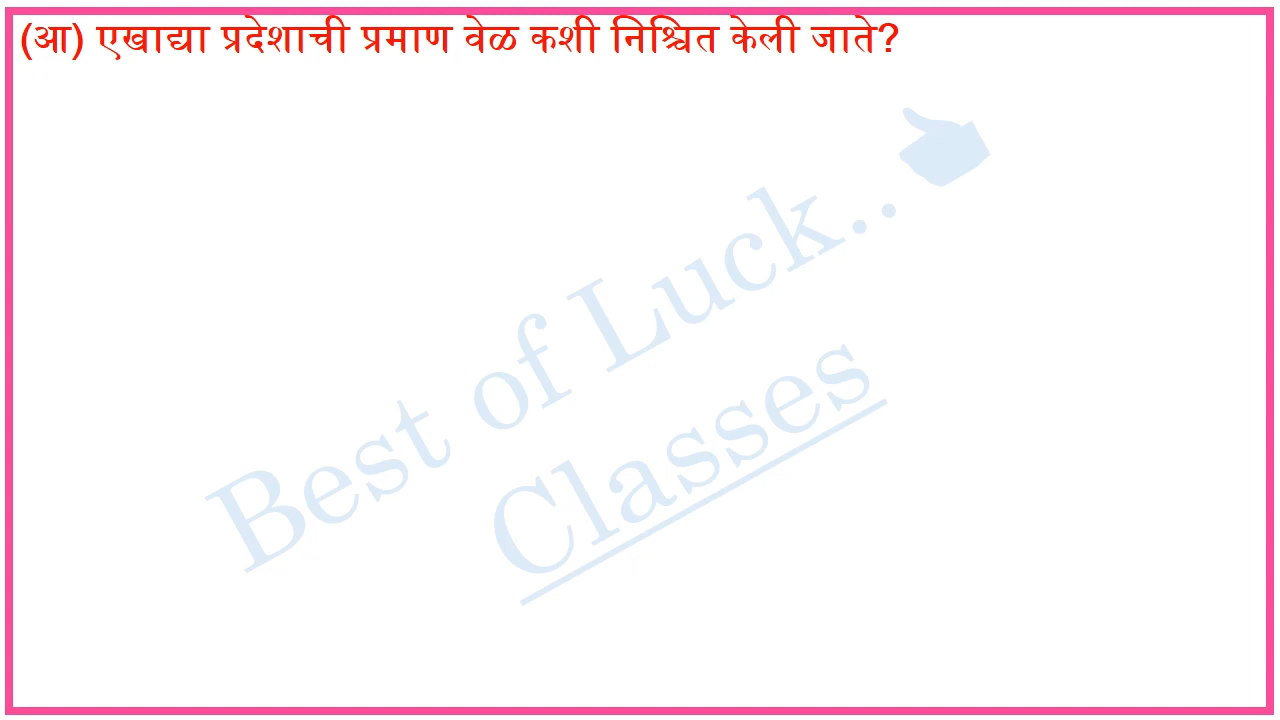 (आ) एखाद्या प्रदेशाची प्रमाण वेळ कशी निश्चित केली जाते?
Best of Luck..
Classes